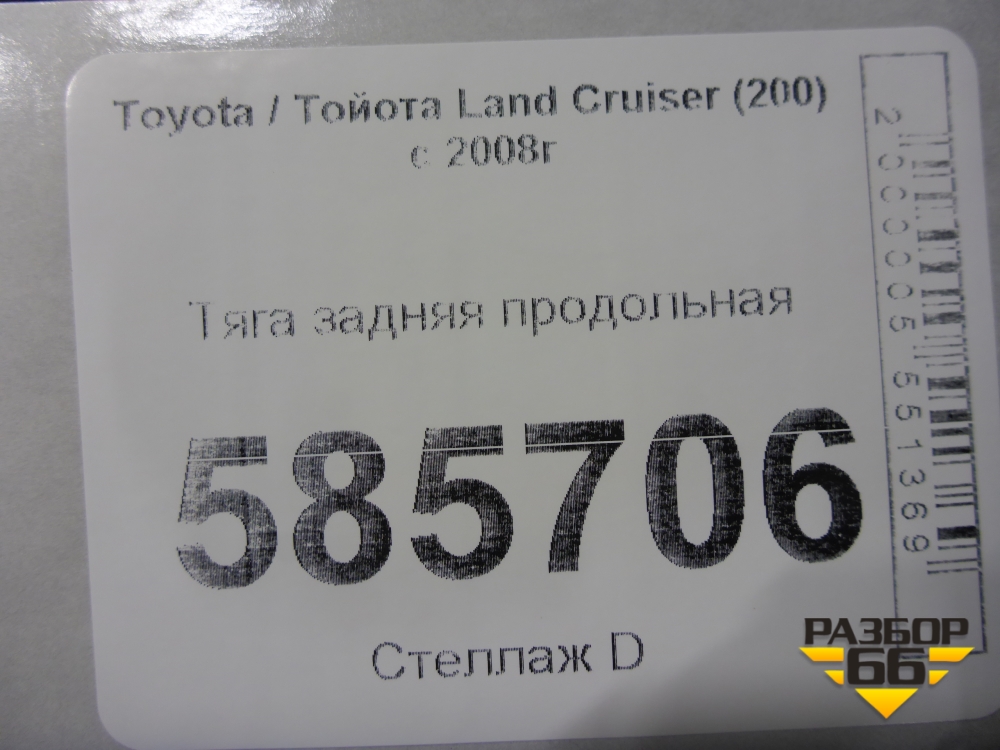 Toyota / Тойота Land Cruiser (200)
с 2008г
Тяга задняя продольная
585706
Стеллаж D
2000005551369
РАЗБОР
66